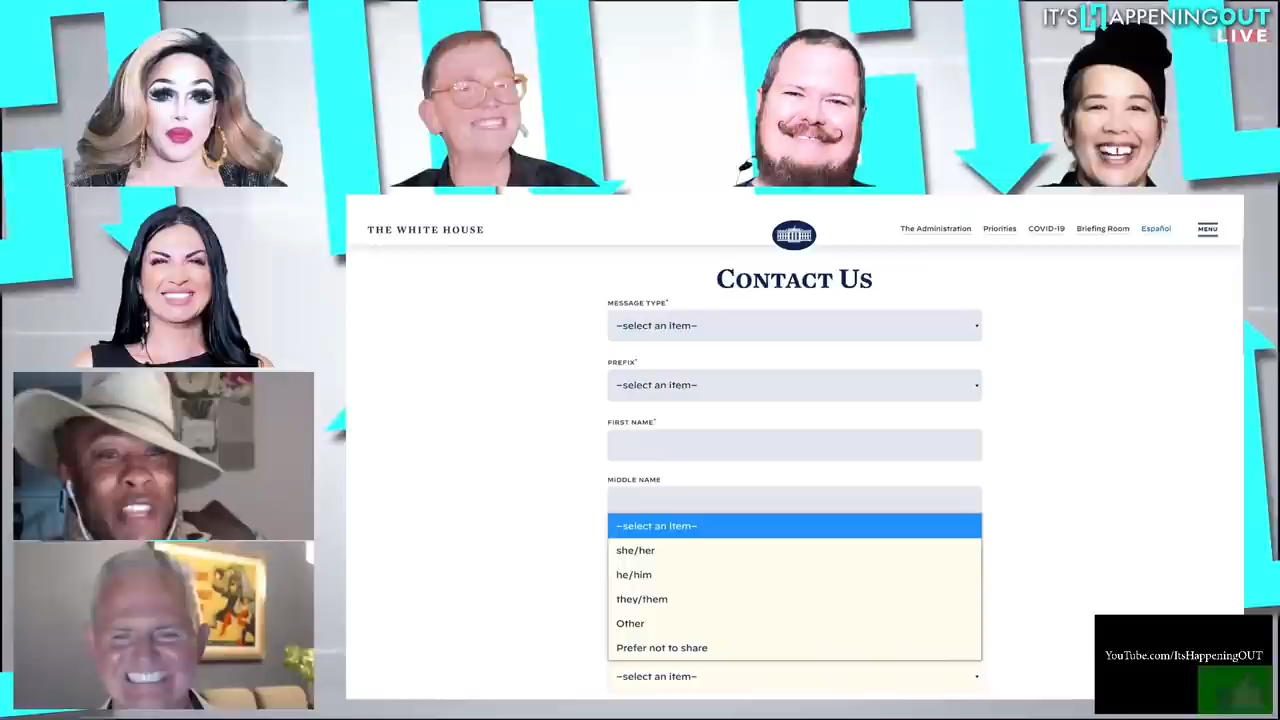 IT'S HAPPENINGOUT
LIVE
THE WHITE HOUSE
The Administration
Priorities
COVID-19
Briefing Room
Español
MENU
CONTACT US
MESSAGE TYPE*
–select an item–
PREFIX*
–select an item–
FIRST NAME*
MIDDLE NAME
–select an item–
she/her
he/him
they/them
Other
Prefer not to share
–select an item–
YouTube.com/ItsHappeningOUT